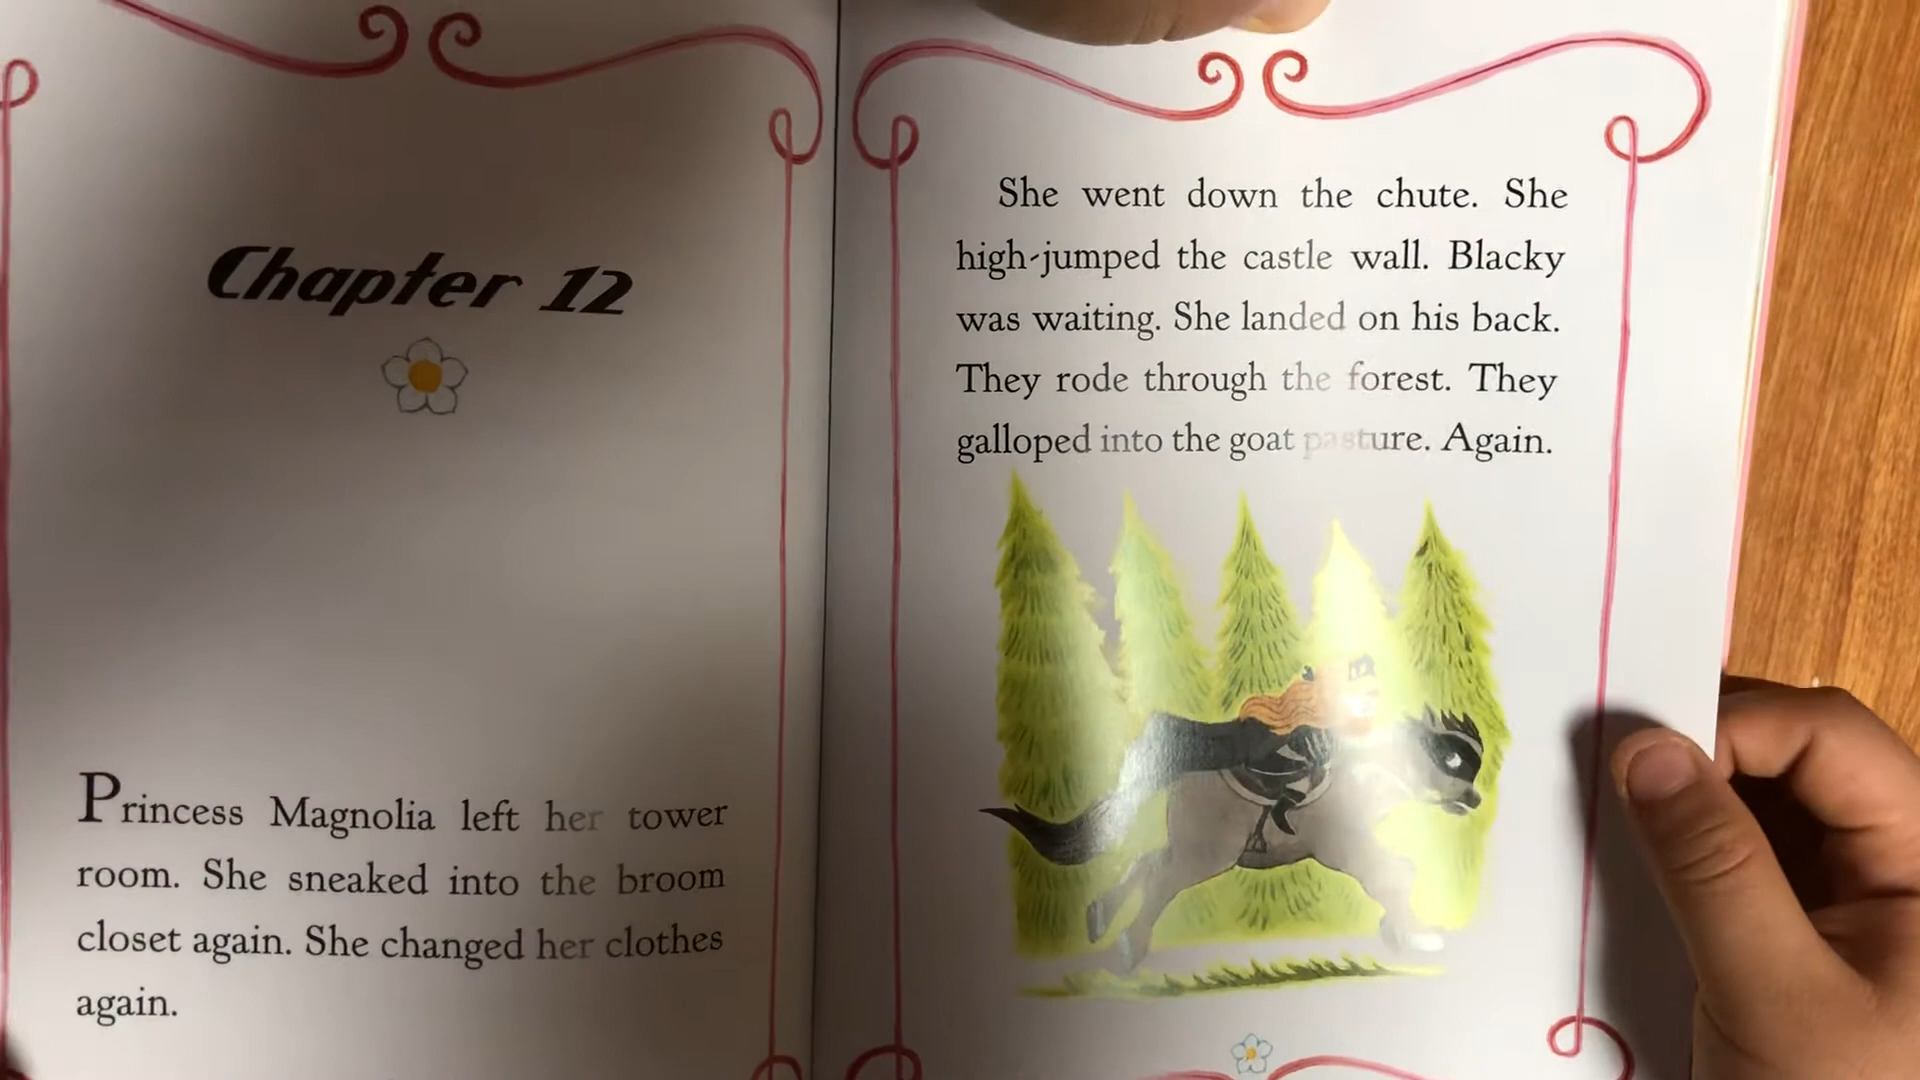 Chapter 12
Princess Magnolia left her tower
room. She sneaked into the broom
closet again. She changed her clothes
again.
She went down the chute. She
high-jumped the castle wall. Blacky
was waiting. She landed on his back.
They rode through the forest. They
galloped into the goat pasture. Again.